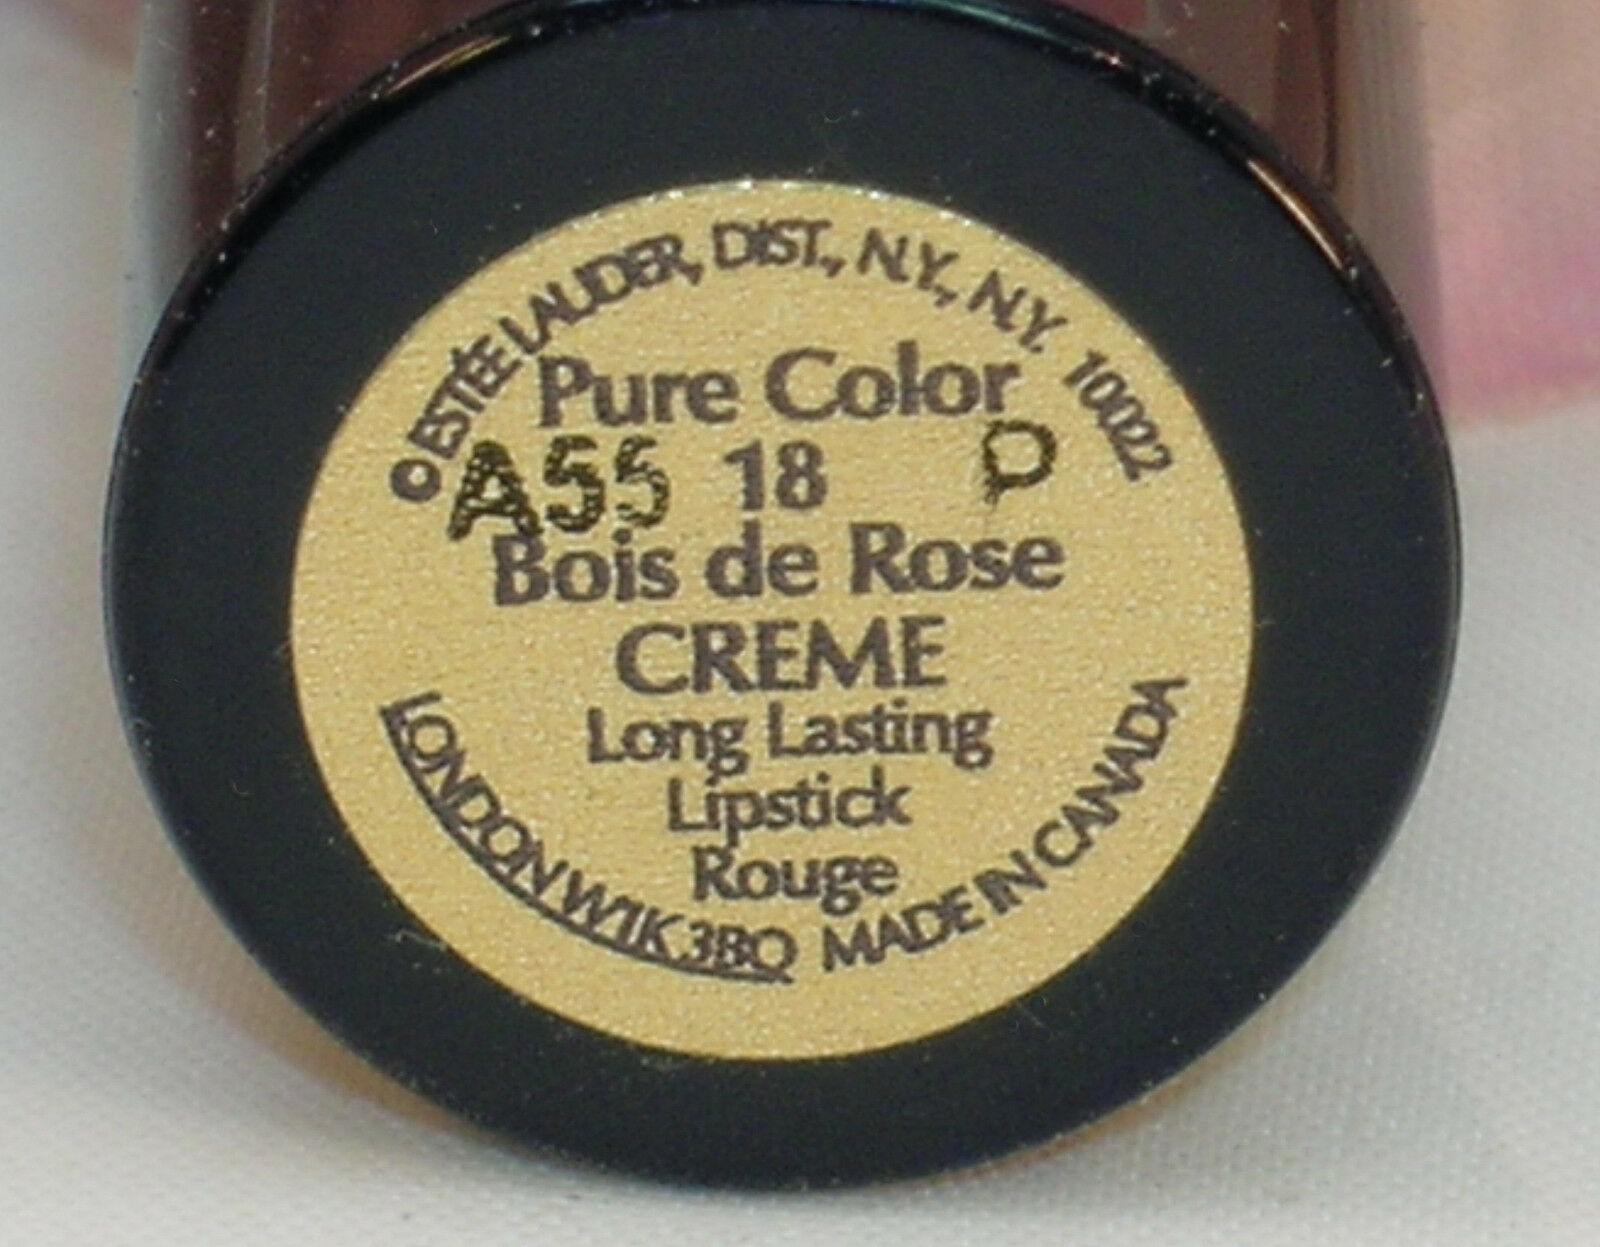 © ESTÉE LAUDER, DIST., N.Y., N.Y. 10022
Pure Color
A55 18 P
Bois de Rose
CREME
Long Lasting
Lipstick
Rouge
LONDON W1K 3BQ MADE IN CANADA